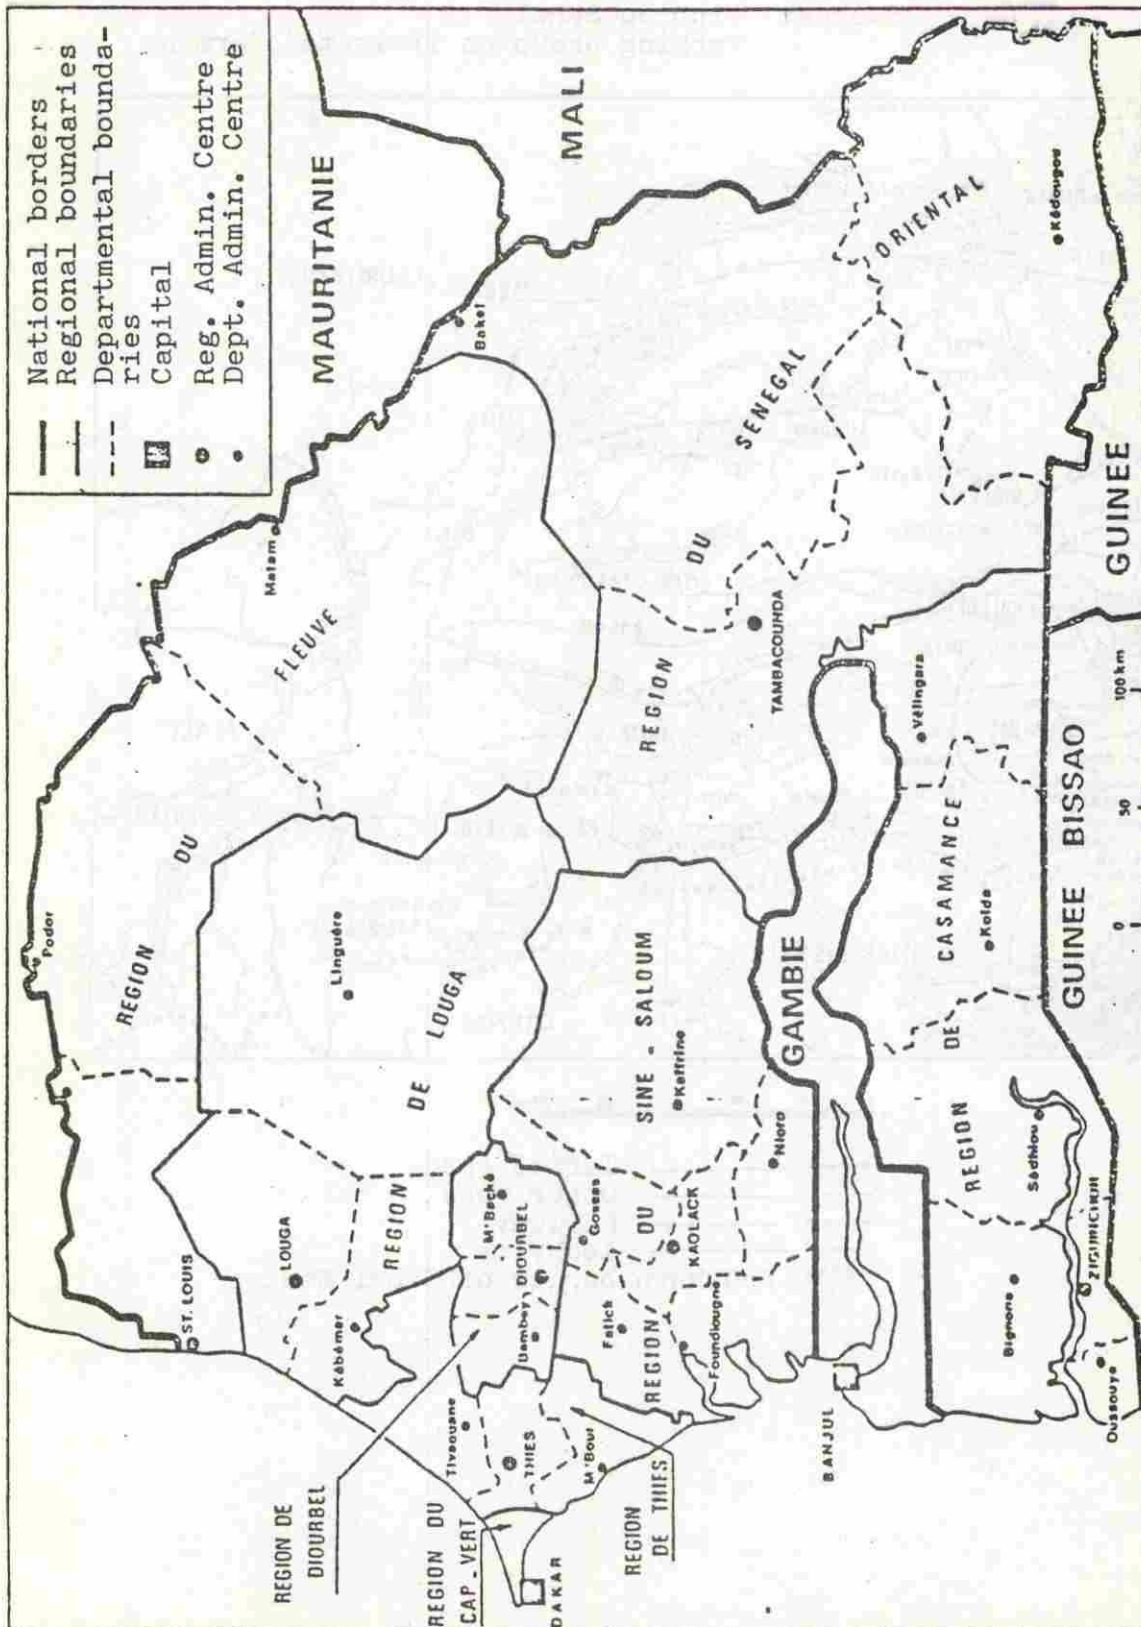 National borders
Regional boundaries
Departmental bounda-
ries
Capital
Reg. Admin. Centre
Dept. Admin. Centre
MAURITANIE
MALI
Podor
Matam
Bakel
REGION
DU
FLEUVE
ST. LOUIS
LOUGA
Kébémer
Linguère
REGION
DE
LOUGA
REGION DE
DIOURBEL
M'Backé
DIOURBEL
Bambey
REGION DU
CAP_VERT
DAKAR
Tivaouane
THIES
M'Bour
REGION
DE THIES
Gossas
Fatick
Foundiougne
KAOLACK
Kaffrine
Nioro
REGION
DU
SINE - SALOUM
REGION
DU
SENEGAL
ORIENTAL
TAMBACOUNDA
Kédougou
GAMBIE
BANJUL
REGION
DE
CASAMANCE
Vélingara
Kolda
Sédhiou
Bignona
ZIGUINCHOR
Oussouye
GUINEE BISSAO
GUINEE
0 50 100 km